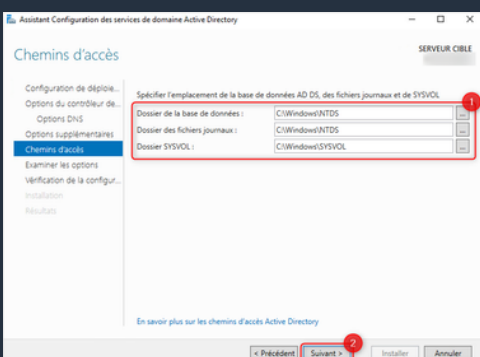 Assistant Configuration des services de domaine Active Directory
Chemins d'accès
SERVEUR CIBLE
Configuration de déploie...
Options du contrôleur de...
Options DNS
Options supplémentaires
Chemins d'accès
Examiner les options
Vérification de la configur...
Installation
Résultats
Spécifier l'emplacement de la base de données AD DS, des fichiers journaux et de SYSVOL
1
Dossier de la base de données : C:\Windows\NTDS ...
Dossier des fichiers journaux : C:\Windows\NTDS ...
Dossier SYSVOL : C:\Windows\SYSVOL ...
En savoir plus sur les chemins d'accès Active Directory
2
< Précédent Suivant > Installer Annuler